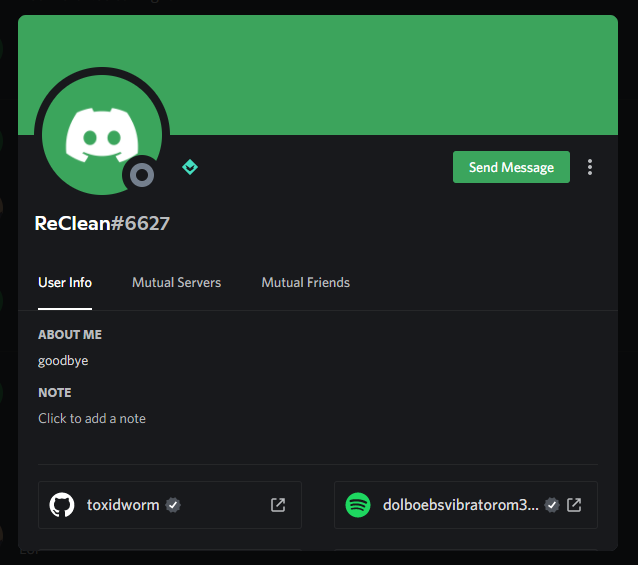 Send Message
ReClean#6627
User Info Mutual Servers Mutual Friends
ABOUT ME
goodbye
NOTE
Click to add a note
toxidworm
dolboebsvibratorom3...